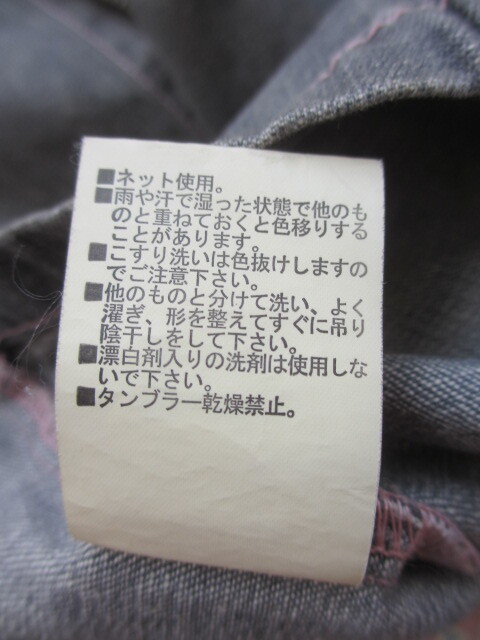 ■ネット使用。
■雨や汗で湿った状態で他のも
のと重ねておくと色移りする
ことがあります。
■こすり洗いは色抜けしますの
でご注意下さい。
■他のものと分けて洗い、よく
濯ぎ、形を整えてすぐに吊り
陰干しをして下さい。
■漂白剤入りの洗剤は使用しな
いで下さい。
■タンブラー乾燥禁止。